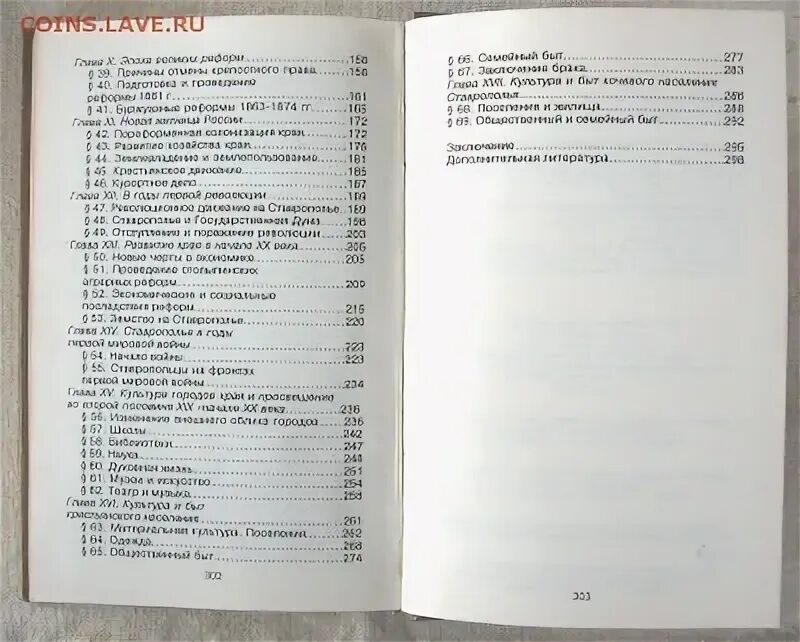 COINS.LAVE.RU
Глава X. Эпоха великих реформ 158
§ 39. Причины отмены крепостного права 158
§ 40. Подготовка и проведение
реформы 1861 г. 161
§ 41. Буржуазные реформы 1863-1874 гг. 165
Глава XI. Новая житница России 172
§ 42. Пореформенная колонизация края 172
§ 43. Развитие хозяйства края 176
§ 44. Землевладение и землепользование 181
§ 45. Крестьянское движение 185
§ 46. Курортное дело 187
Глава XII. В годы первой революции 189
§ 47. Революционное движение на Ставрополье 189
§ 48. Ставрополье и Государственная Дума 198
§ 49. Отступление и поражение революции 203
Глава XIII. Развитие края в начале XX века 205
§ 50. Новые черты в экономике 205
§ 51. Проведение столыпинских
аграрных реформ 209
§ 52. Экономические и социальные
последствия реформ 216
§ 53. Земство на Ставрополье 220
Глава XIV. Ставрополье в годы
первой мировой войны 223
§ 54. Начало войны 223
§ 55. Ставропольцы на фронтах
первой мировой войны 234
Глава XV. Культура городов края и просвещение
во второй половине XIX начале XX века 236
§ 56. Изменение внешнего облика городов 236
§ 57. Школы 242
§ 58. Библиотеки 247
§ 59. Наука 248
§ 60. Духовная жизнь 251
§ 61. Музеи и искусство 254
§ 62. Театр и музыка 258
Глава XVI. Культура и быт
крестьянского населения 261
§ 63. Материальная культура. Поселения 262
§ 64. Одежда 268
§ 65. Общественный быт 274
302
§ 66. Семейный быт 277
§ 67. Заключение брака 283
Глава XVII. Культура и быт кочевого населения
Ставрополья 288
§ 68. Поселения и жилища 288
§ 69. Общественный и семейный быт 292
Заключение 296
Дополнительная литература 298
303